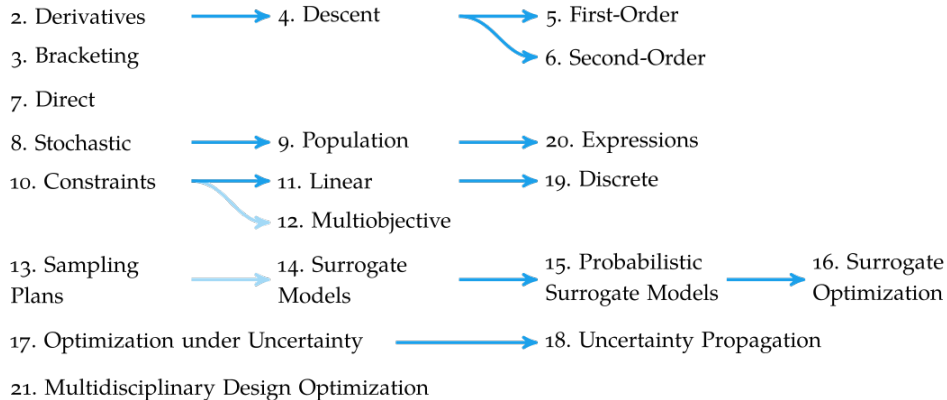 2. Derivatives 4. Descent 5. First-Order
3. Bracketing 6. Second-Order
7. Direct
8. Stochastic 9. Population 20. Expressions
10. Constraints 11. Linear 19. Discrete
12. Multiobjective
13. Sampling 14. Surrogate 15. Probabilistic 16. Surrogate
Plans Models Surrogate Models Optimization
17. Optimization under Uncertainty 18. Uncertainty Propagation
21. Multidisciplinary Design Optimization